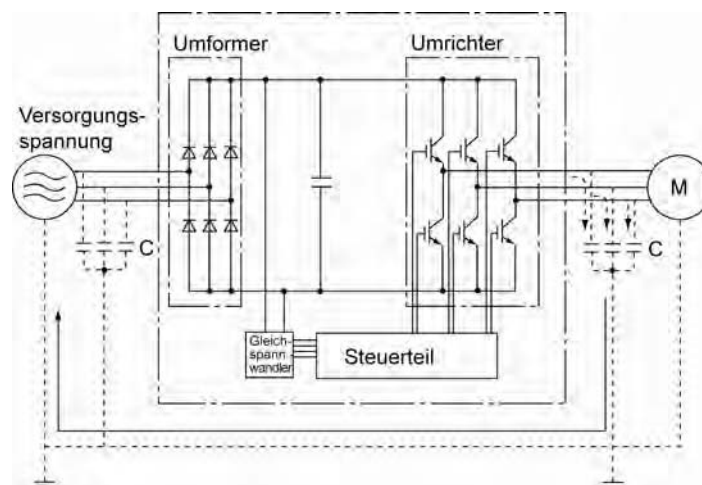 Umformer
Umrichter
Versorgungs-
spannung
M
C
C
Gleich-
spann
wandler
Steuerteil